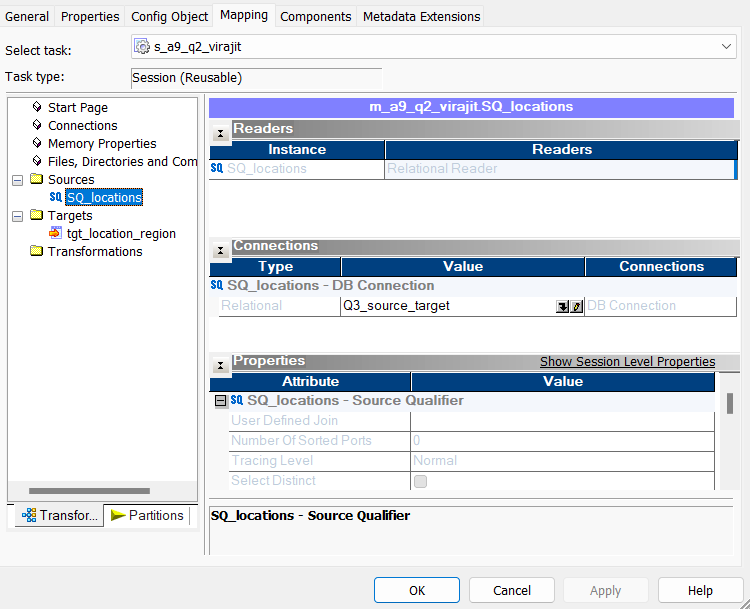 General Properties Config Object Mapping Components Metadata Extensions
Select task: s_a9_q2_virajit
Task type: Session (Reusable)
Start Page
Connections
Memory Properties
Files, Directories and Com
Sources
SQ SQ_locations
Targets
tgt_location_region
Transformations
Transfor... Partitions
m_a9_q2_virajit.SQ_locations
Readers
Instance Readers
SQ SQ_locations Relational Reader
Connections
Type Value Connections
SQ SQ_locations - DB Connection
Relational Q3_source_target DB Connection
Properties Show Session Level Properties
Attribute Value
SQ SQ_locations - Source Qualifier
User Defined Join
Number Of Sorted Ports 0
Tracing Level Normal
Select Distinct
SQ_locations - Source Qualifier
OK Cancel Apply Help